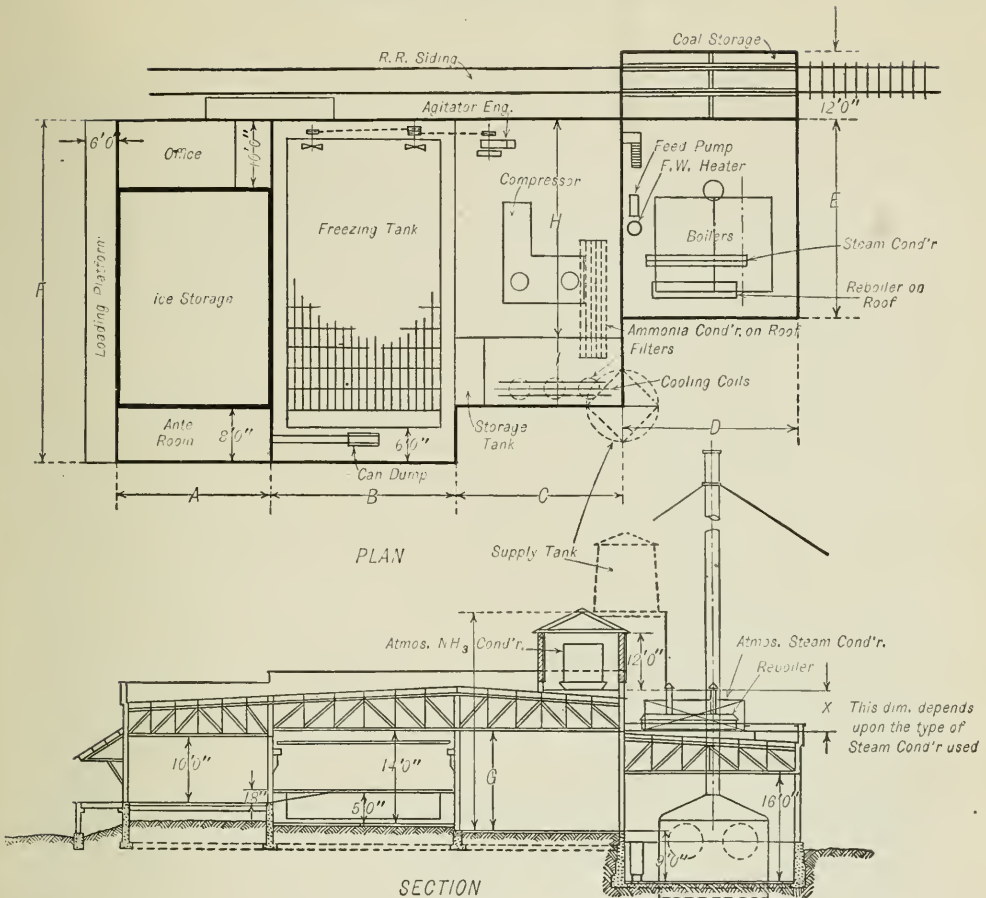 Coal Storage
R.R. Siding
12'0"
Agitator Eng.
6'0"
Office
10'0"
Feed Pump
F.W. Heater
Compressor
H
E
Freezing Tank
Boilers
Steam Cond'r
F
Loading Platform
Ice Storage
Reboiler on
Roof
Ammonia Cond'r. on Roof
Filters
I
Cooling Coils
Ante
Room
8'0"
6'0"
Storage
Tank
D
Can Dump
A
B
C
PLAN
Supply Tank
Atmos. NH3 Cond'r.
12'0"
Atmos. Steam Cond'r.
Reboiler
X This dim. depends
upon the type of
Steam Cond'r used
10'0"
14'0"
G
18"
5'0"
16'0"
9'0"
SECTION